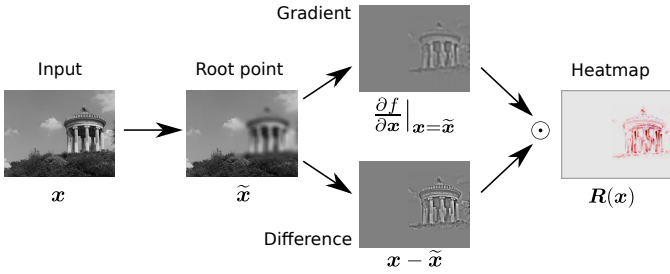 Gradient
Input
Root point
Heatmap
∂f/∂x|x=x̃
⊙
x
x̃
R(x)
Difference
x − x̃